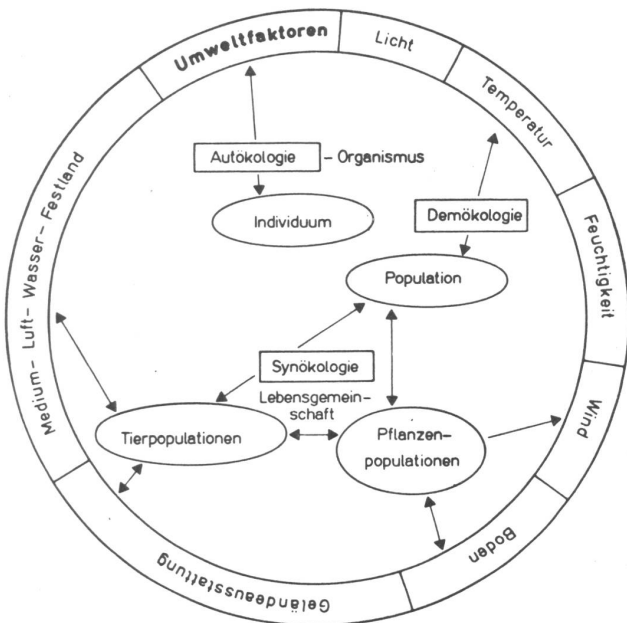 Umweltfaktoren
Licht
Temperatur
Feuchtigkeit
Wind
Boden
Geländeausstattung
Medium- Luft- Wasser- Festland
Autökologie - Organismus
Individuum
Demökologie
Population
Synökologie
Lebensgemein-
schaft
Tierpopulationen
Pflanzen-
populationen